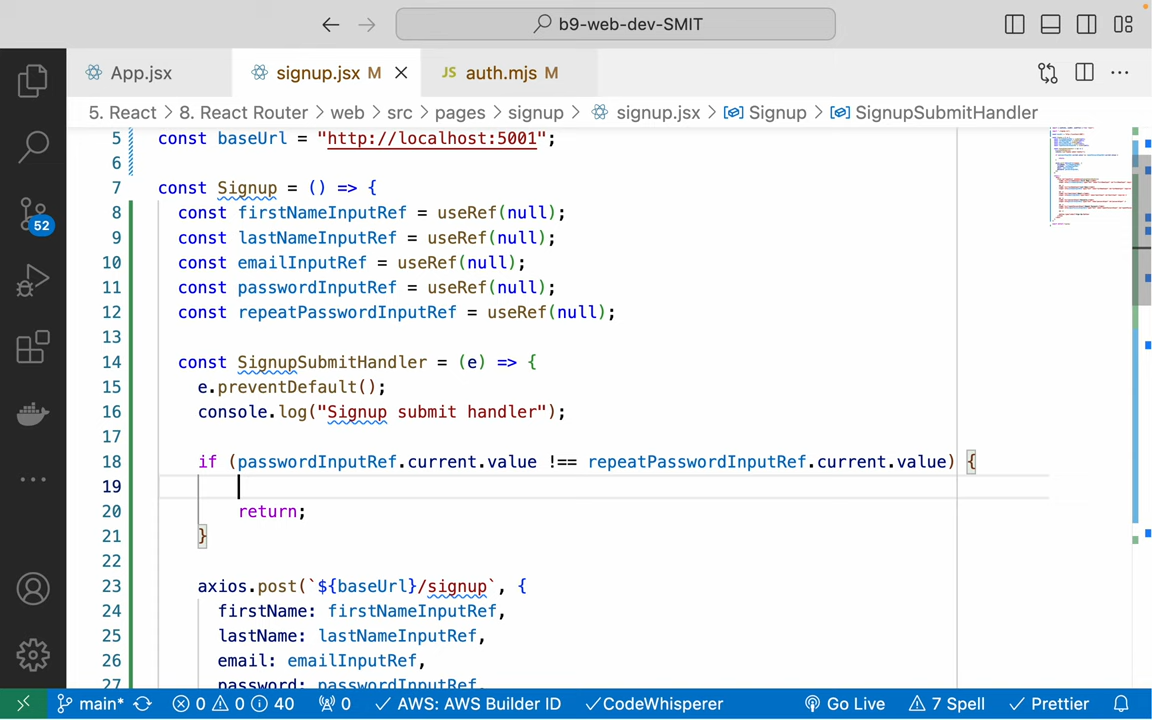 b9-web-dev-SMIT
App.jsx
signup.jsx M
JS auth.mjs M
5. React > 8. React Router > web > src > pages > signup > signup.jsx > Signup > SignupSubmitHandler
5 const baseUrl = "http://localhost:5001";
6
7 const Signup = () => {
8 const firstNameInputRef = useRef(null);
9 const lastNameInputRef = useRef(null);
10 const emailInputRef = useRef(null);
11 const passwordInputRef = useRef(null);
12 const repeatPasswordInputRef = useRef(null);
13
14 const SignupSubmitHandler = (e) => {
15 e.preventDefault();
16 console.log("Signup submit handler");
17
18 if (passwordInputRef.current.value !== repeatPasswordInputRef.current.value) {
19
20 return;
21 }
22
23 axios.post(`${baseUrl}/signup`, {
24 firstName: firstNameInputRef,
25 lastName: lastNameInputRef,
26 email: emailInputRef,
27 password: passwordInputRef,
52
main* 0 0 40 0 AWS: AWS Builder ID CodeWhisperer Go Live 7 Spell Prettier